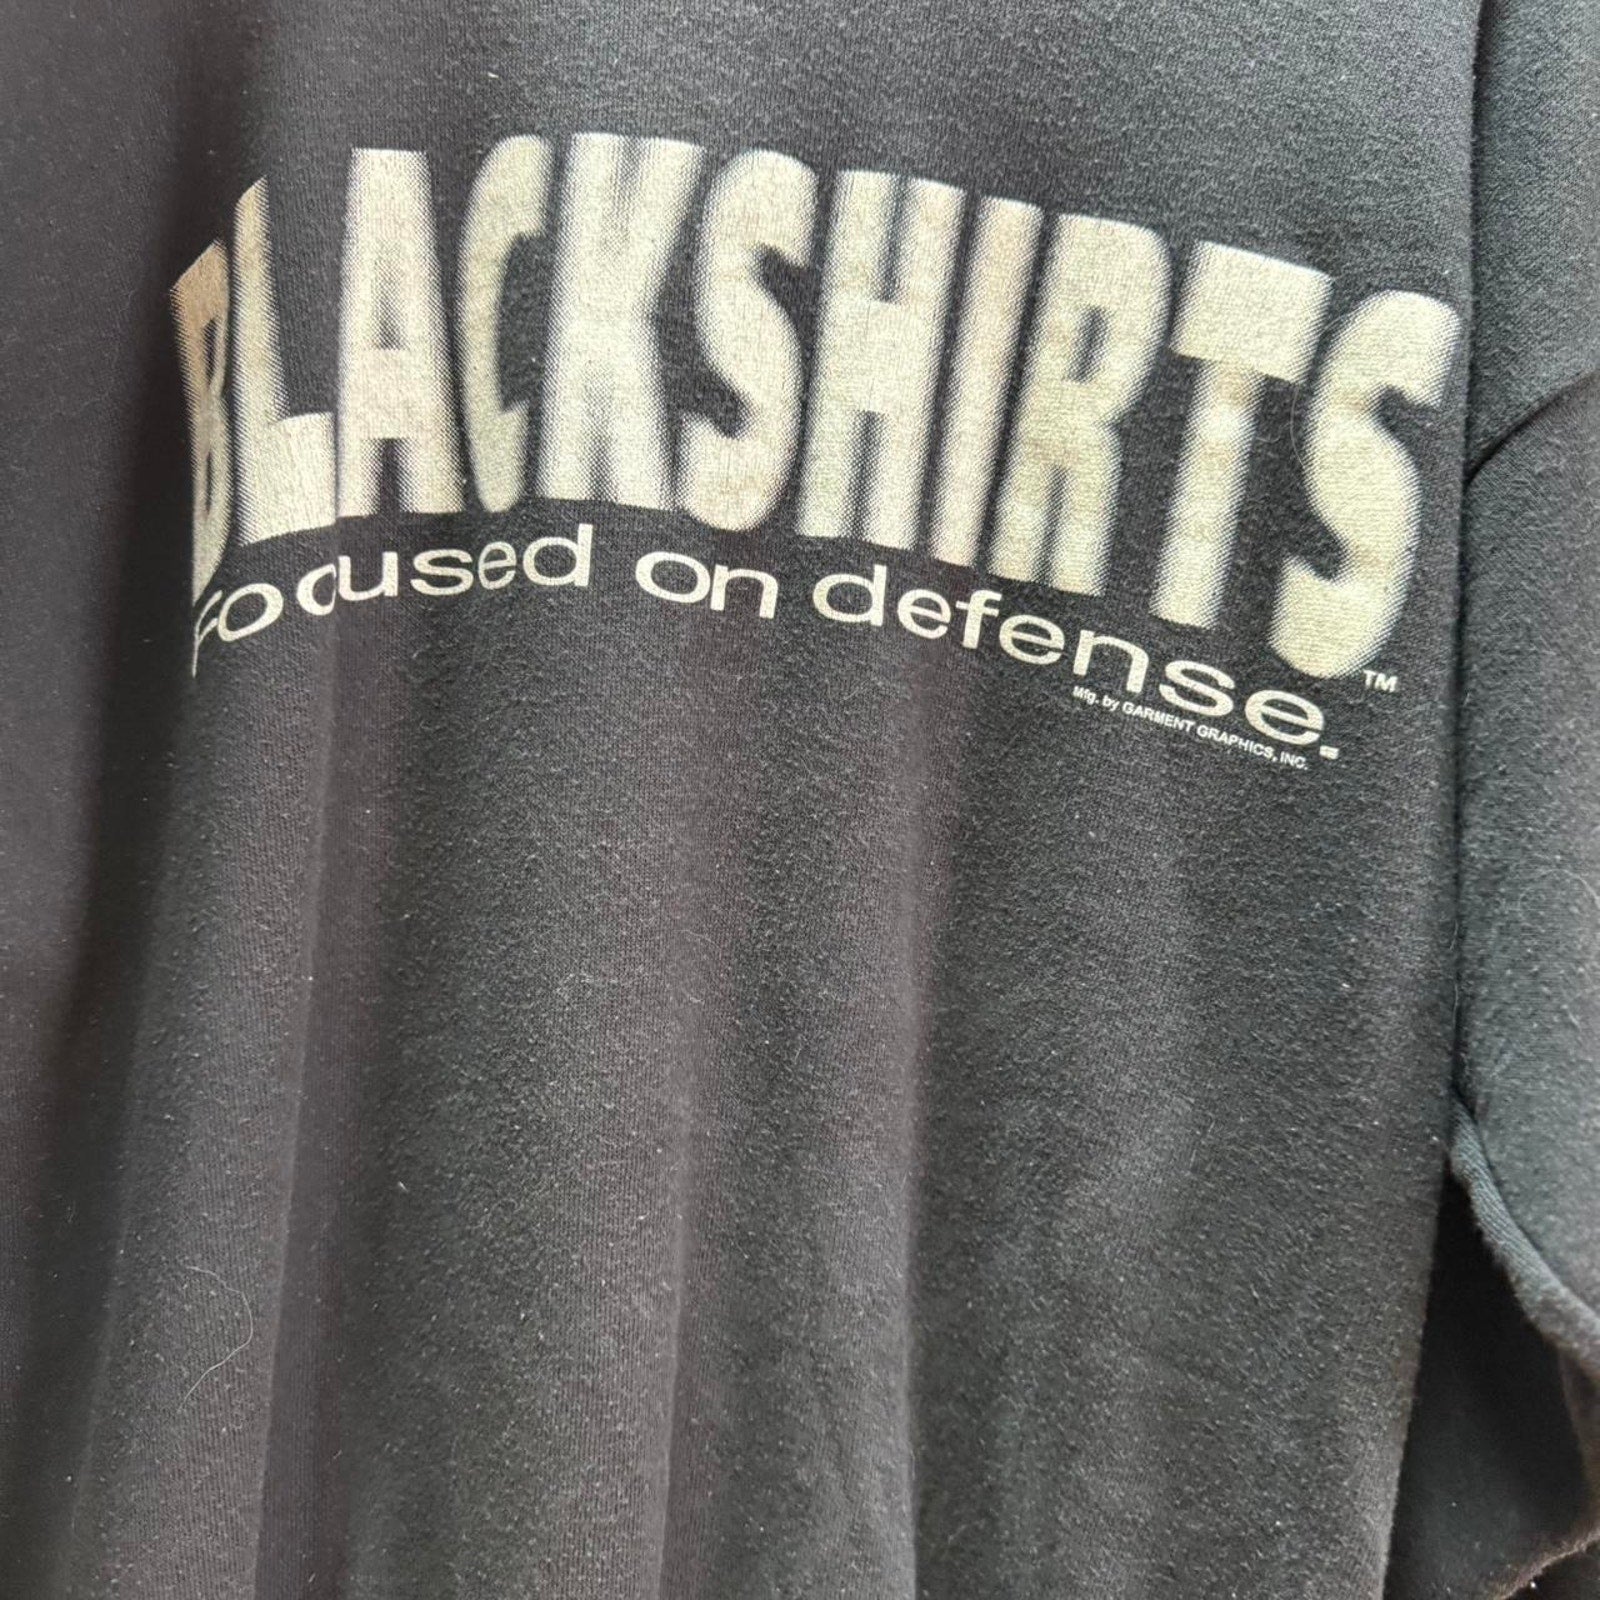 BLACKSHIRTS
TM
Focused on defense.
Mfg. by GARMENT GRAPHICS, INC.